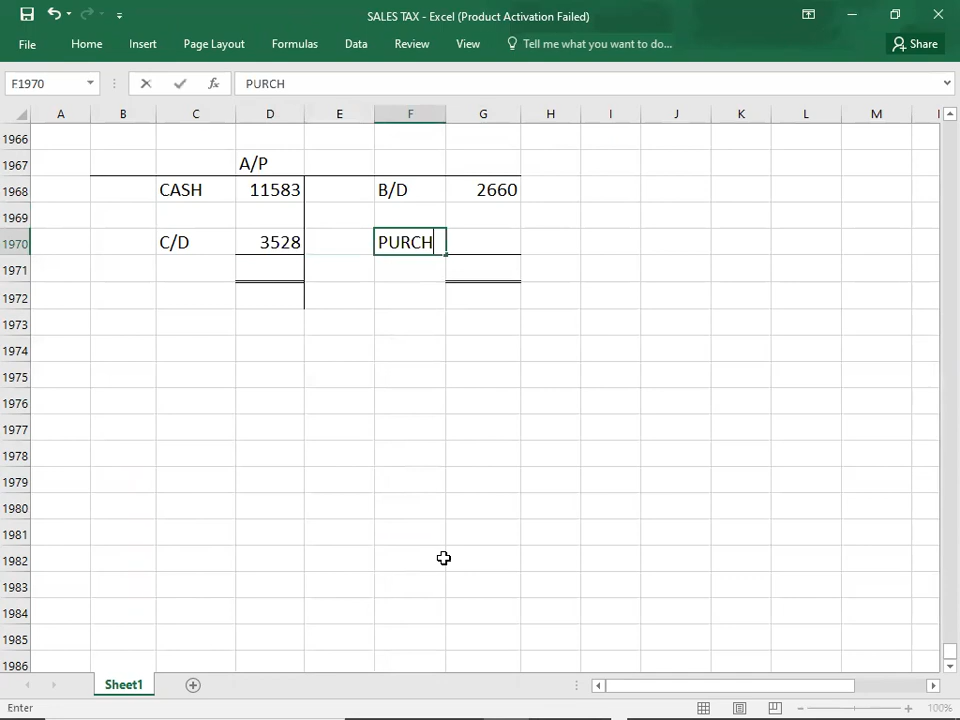 SALES TAX - Excel (Product Activation Failed)
File Home Insert Page Layout Formulas Data Review View Tell me what you want to do... Share
F1970 fx PURCH
A B C D E F G H I J K L M
1966
1967 A/P
1968 CASH 11583 B/D 2660
1969
1970 C/D 3528 PURCH
1971
1972
1973
1974
1975
1976
1977
1978
1979
1980
1981
1982
1983
1984
1985
1986
Sheet1
Enter 100%